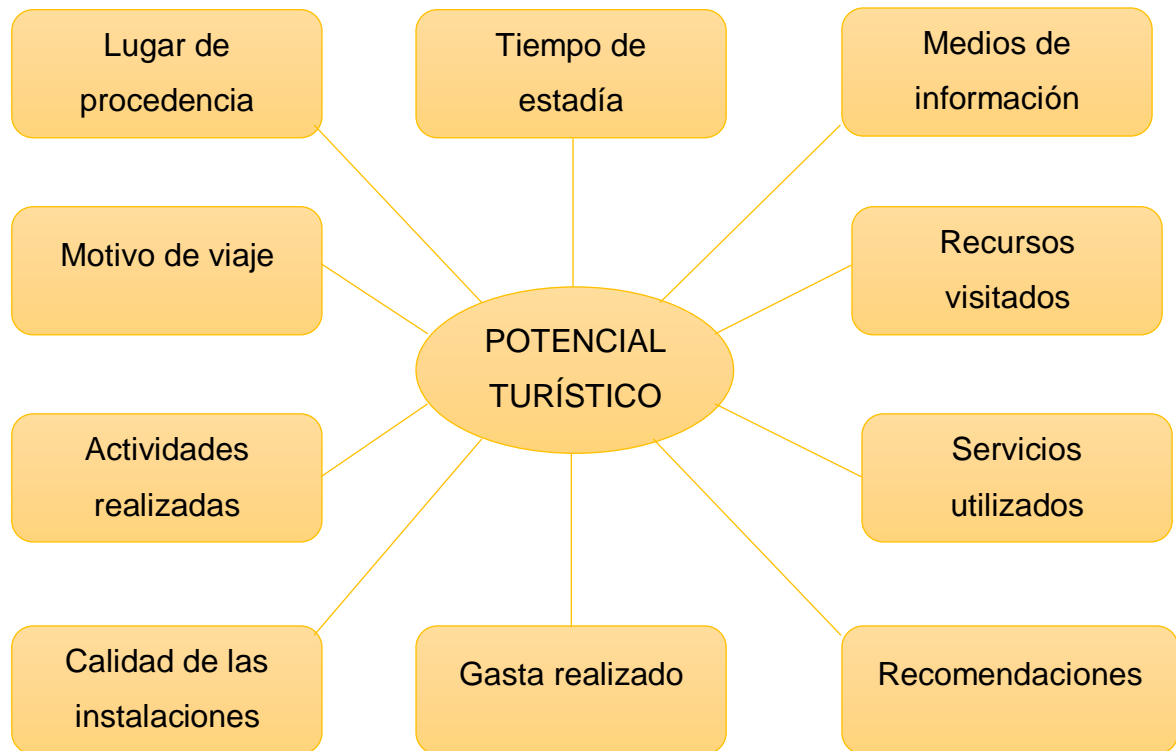 Lugar de
procedencia
Tiempo de
estadía
Medios de
información
Motivo de viaje
Recursos
visitados
POTENCIAL
TURÍSTICO
Actividades
realizadas
Servicios
utilizados
Calidad de las
instalaciones
Gasta realizado
Recomendaciones